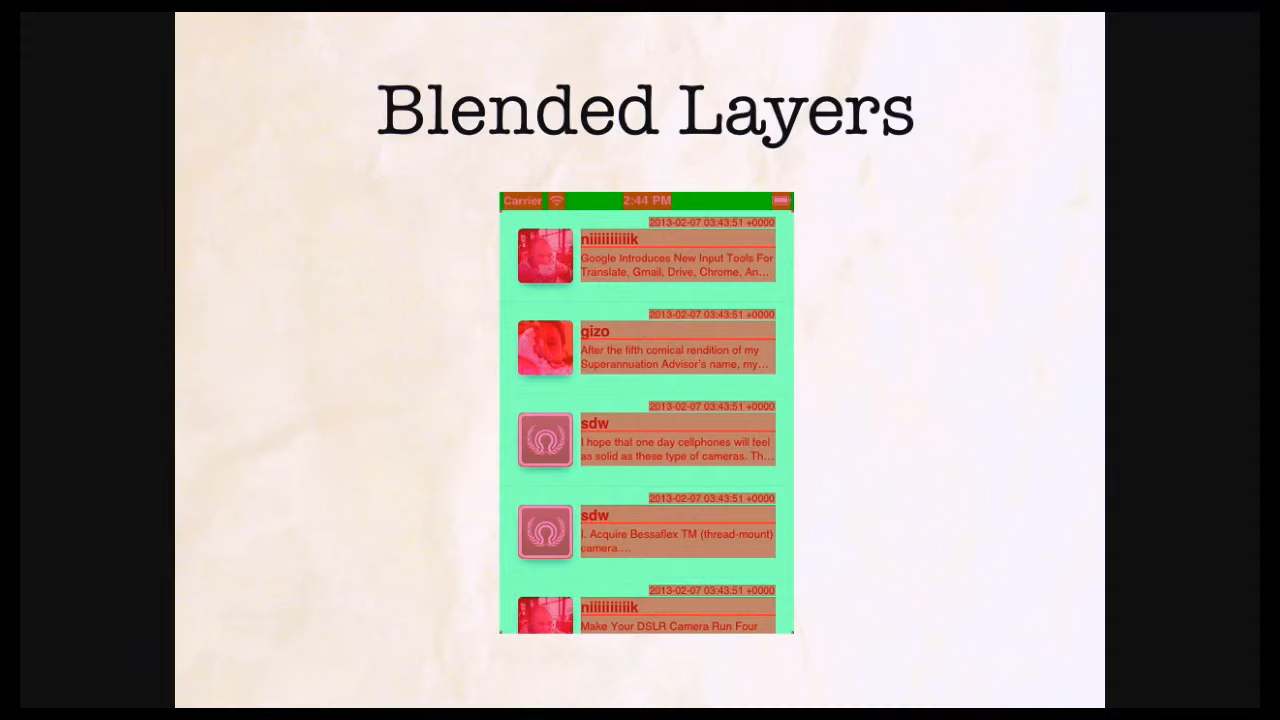 Blended Layers
Carrier 2:44 PM
2013-02-07 03:43:51 +0000
niiiiiiiiiik
Google Introduces New Input Tools For
Translate, Gmail, Drive, Chrome, An...
2013-02-07 03:43:51 +0000
gizo
After the fifth comical rendition of my
Superannuation Advisor's name, my...
2013-02-07 03:43:51 +0000
sdw
I hope that one day cellphones will feel
as solid as these type of cameras. Th...
2013-02-07 03:43:51 +0000
sdw
I. Acquire Bessaflex TM (thread-mount)
camera....
2013-02-07 03:43:51 +0000
niiiiiiiiiik
Make Your DSLR Camera Run Four